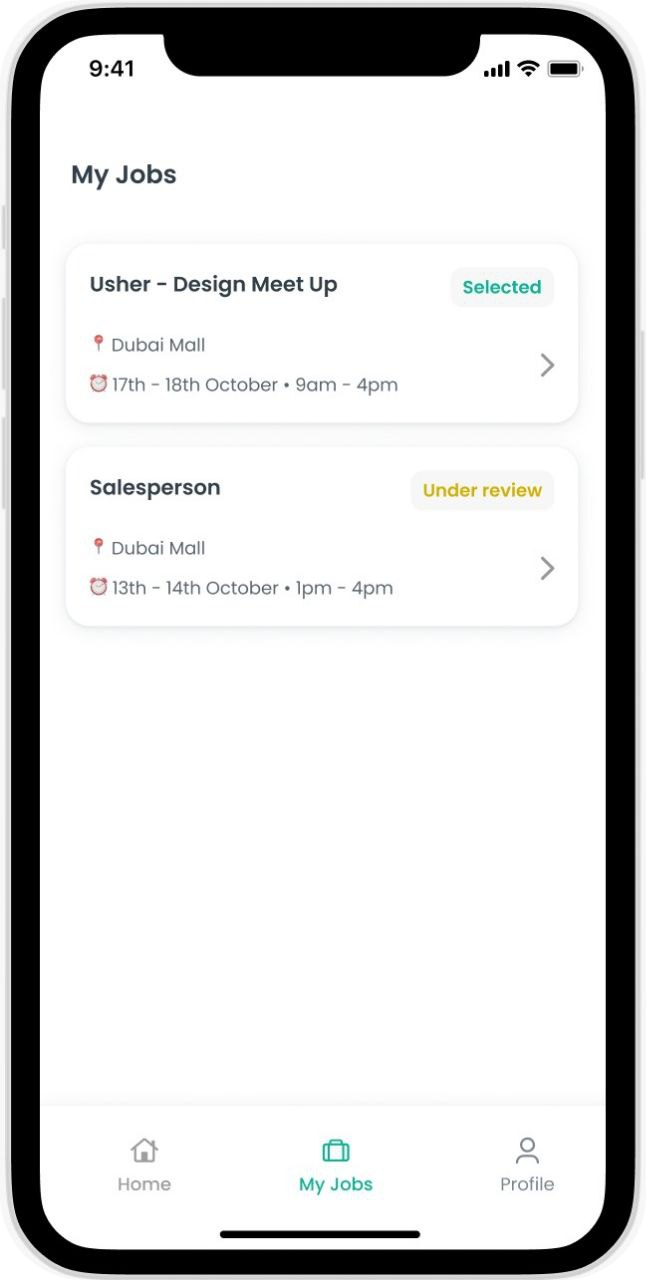 9:41
My Jobs
Usher - Design Meet Up
Selected
Dubai Mall
17th - 18th October • 9am - 4pm
Salesperson
Under review
Dubai Mall
13th - 14th October • 1pm - 4pm
Home
My Jobs
Profile